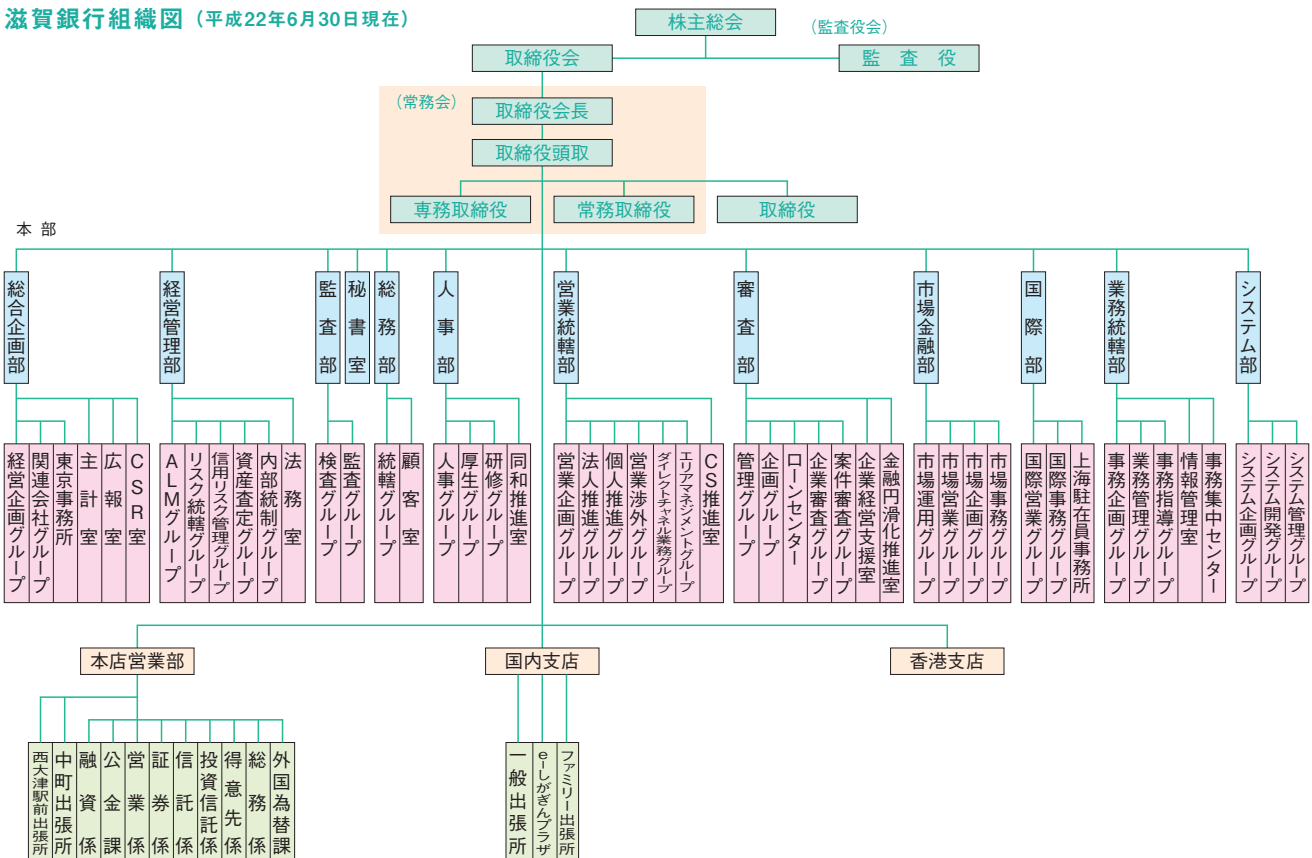 滋賀銀行組織図（平成22年6月30日現在）
株主総会
（監査役会）
取締役会
監査役
（常務会）
取締役会長
取締役頭取
専務取締役
常務取締役
取締役
本部
総合企画部
経営管理部
監査部
秘書室
総務部
人事部
営業統轄部
審査部
市場金融部
国際部
業務統轄部
システム部
経営企画グループ
関連会社グループ
東京事務所
主計室
広報室
CSR室
ALMグループ
リスク統轄グループ
信用リスク管理グループ
資産査定グループ
内部統制グループ
法務室
検査グループ
監査グループ
統轄グループ
顧客室
人事グループ
厚生グループ
研修グループ
同和推進室
営業企画グループ
法人推進グループ
個人推進グループ
営業渉外グループ
ダイレクトチャネル業務グループ
エリアマネジメントグループ
CS推進室
管理グループ
企画グループ
ローンセンター
企業審査グループ
案件審査グループ
企業経営支援室
金融円滑化推進室
市場運用グループ
市場営業グループ
市場企画グループ
市場事務グループ
国際営業グループ
国際事務グループ
上海駐在員事務所
事務企画グループ
業務管理グループ
事務指導グループ
情報管理室
事務集中センター
システム企画グループ
システム開発グループ
システム管理グループ
本店営業部
国内支店
香港支店
西大津駅前出張所
中町出張所
融資係
公金課
営業係
証券係
信託係
投資信託係
得意先係
総務係
外国為替課
一般出張所
e-しがぎんプラザ
ファミリー出張所